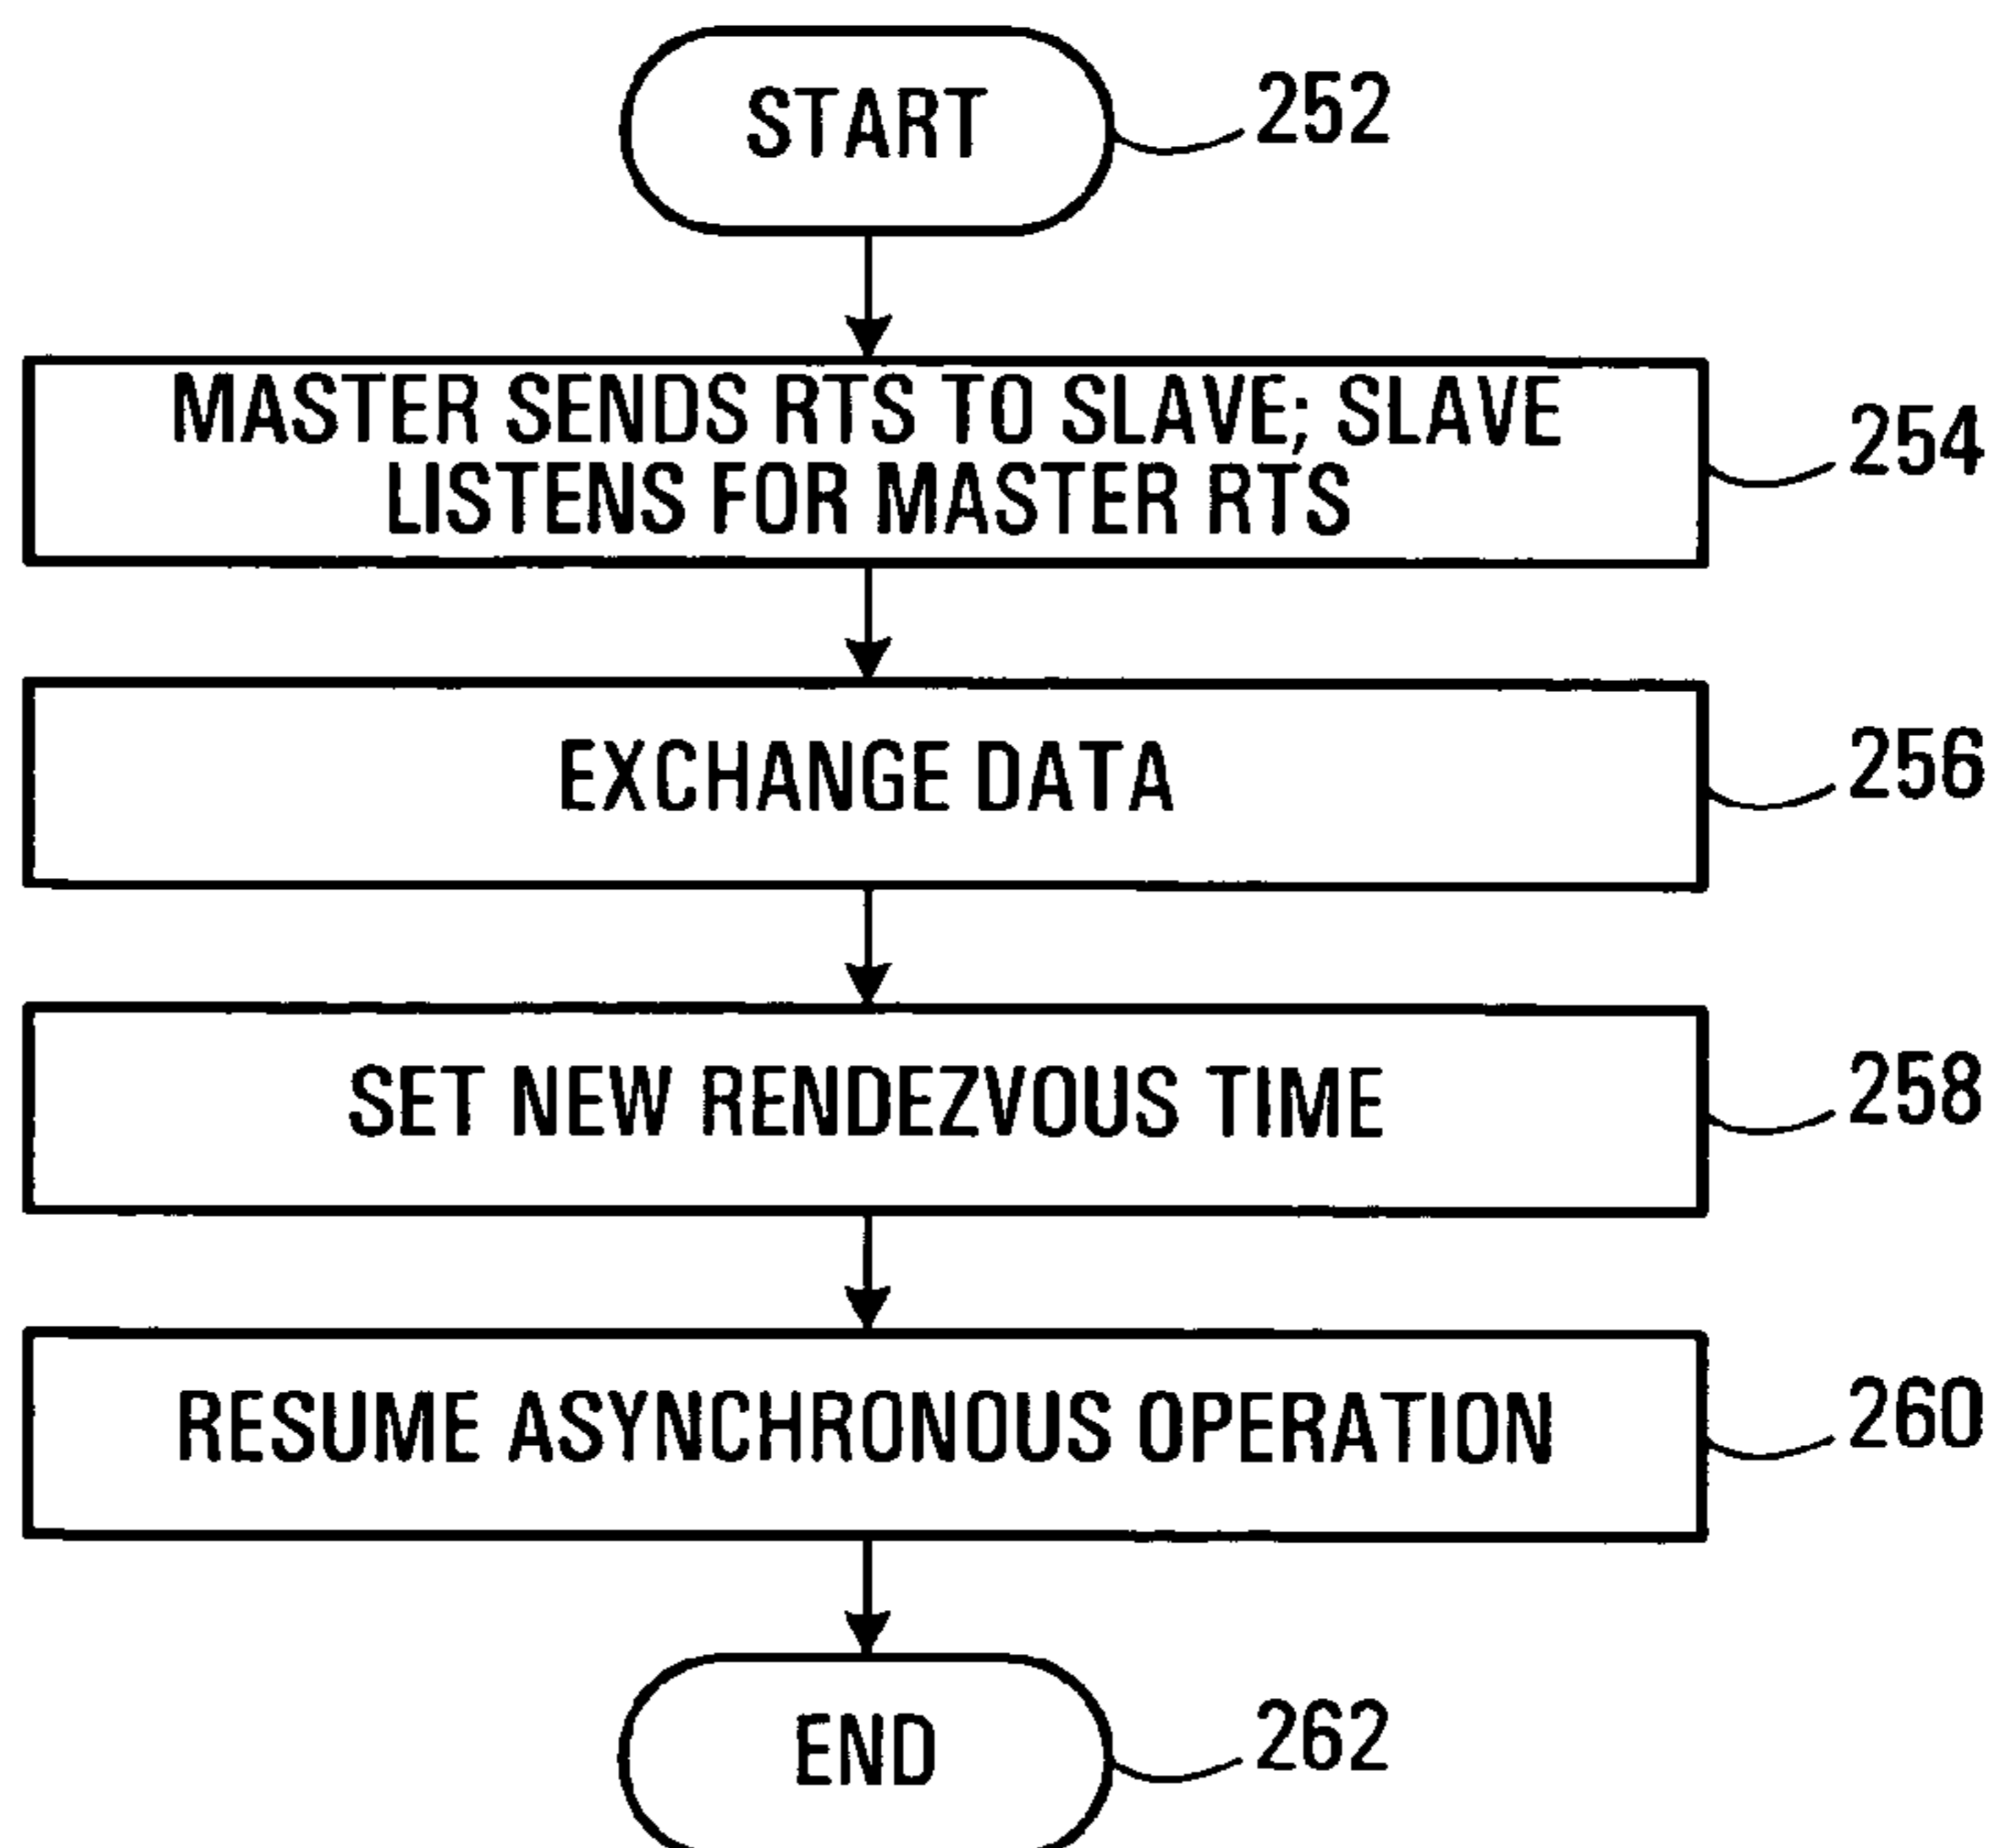 START
252
MASTER SENDS RTS TO SLAVE; SLAVE
LISTENS FOR MASTER RTS
254
EXCHANGE DATA
256
SET NEW RENDEZVOUS TIME
258
RESUME ASYNCHRONOUS OPERATION
260
END
262